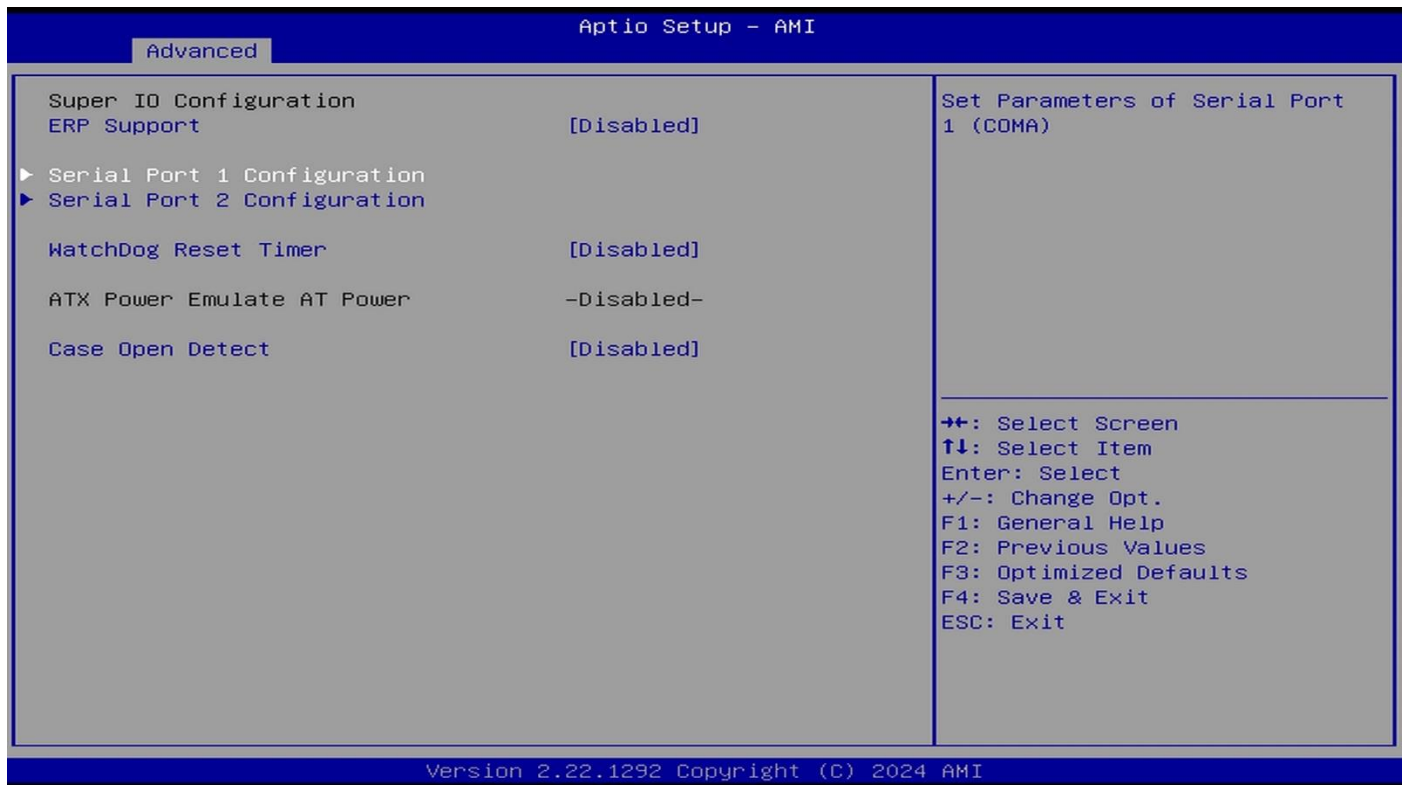 Aptio Setup – AMI
Advanced
Super IO Configuration
ERP Support [Disabled]
▶ Serial Port 1 Configuration
▶ Serial Port 2 Configuration
WatchDog Reset Timer [Disabled]
ATX Power Emulate AT Power –Disabled–
Case Open Detect [Disabled]
Set Parameters of Serial Port
1 (COMA)
→←: Select Screen
↑↓: Select Item
Enter: Select
+/–: Change Opt.
F1: General Help
F2: Previous Values
F3: Optimized Defaults
F4: Save & Exit
ESC: Exit
Version 2.22.1292 Copyright (C) 2024 AMI